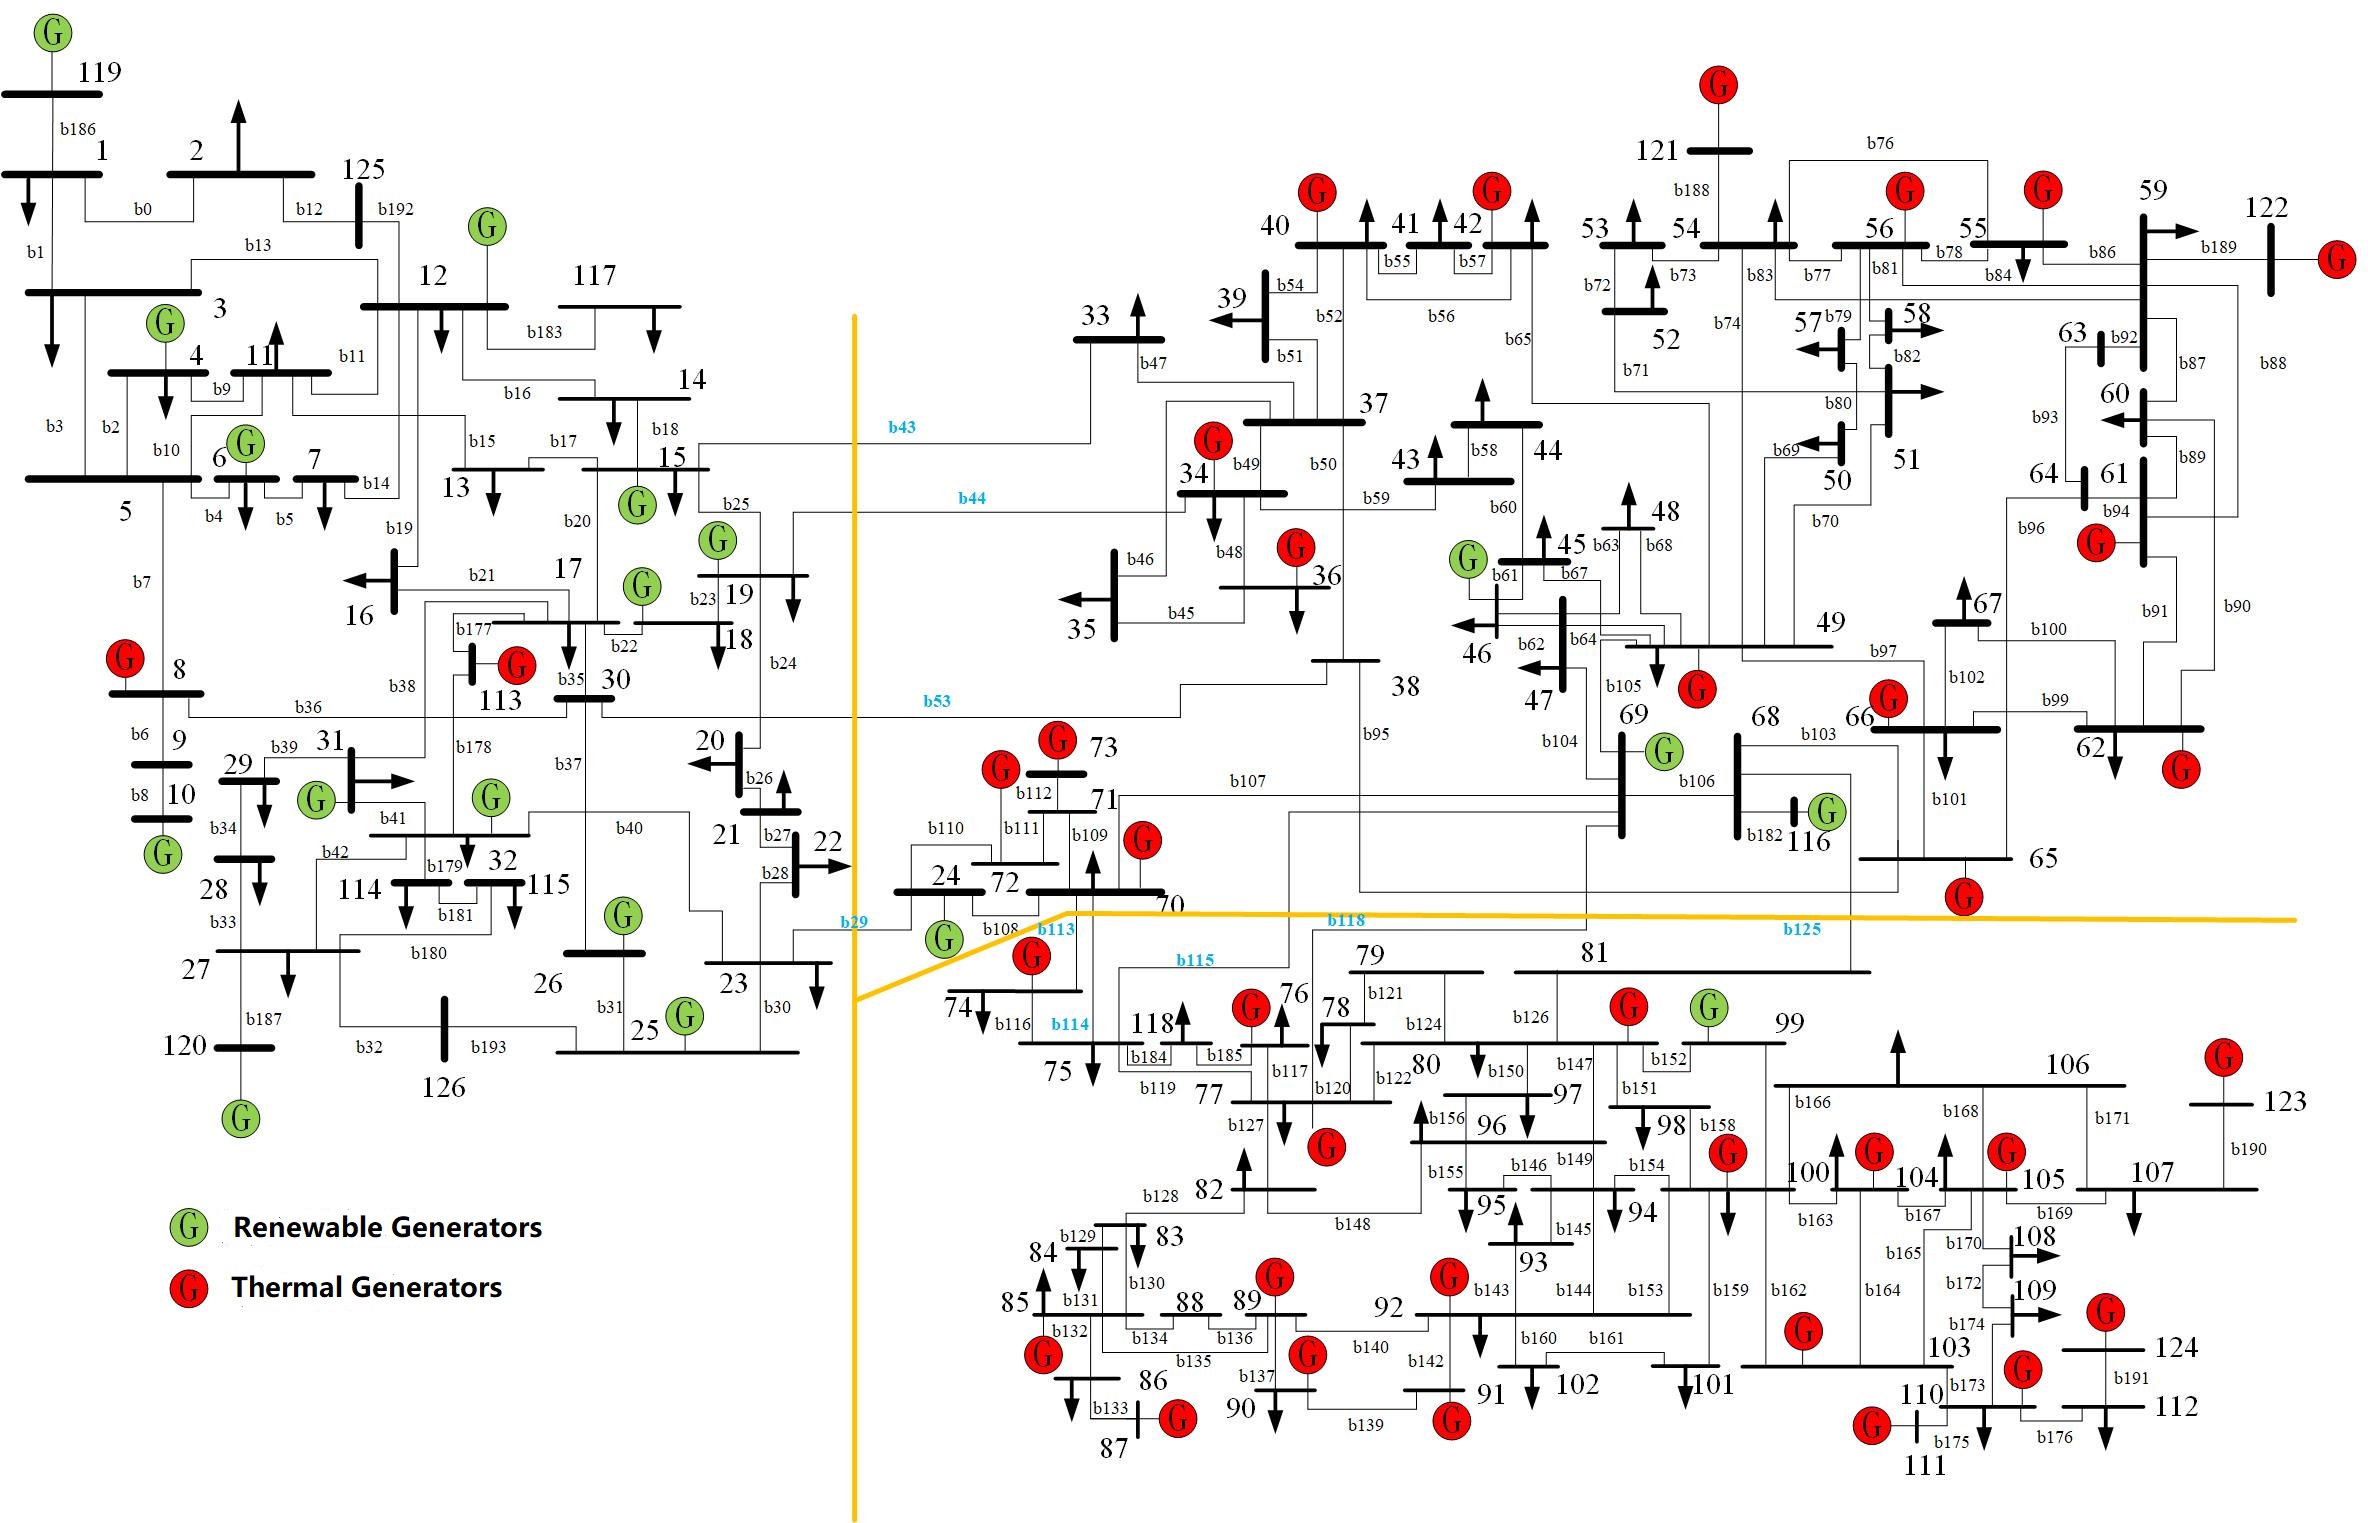 G
119
b186
1
2
125
b0
b12
b192
G
b1
b13
12
117
3
b183
G
4
11
b11
b9
b16
14
b3
b2
b10
b15
b17
b18
6
G
7
b14
13
15
5
b4
b5
b19
b20
G
b25
G
b7
b21
17
G
16
b23
19
b177
b22
18
G
8
b38
113
G
b35
30
b24
b36
b6
9
29
b39
31
b178
b37
20
b8
10
G
G
b26
G
b34
b41
b40
21
b27
22
b42
b179
32
28
114
b181
115
b28
b33
G
b180
27
26
23
b31
25
G
b30
b187
120
b32
b193
126
G
G
Renewable Generators
G
Thermal Generators
b43
b44
b53
b29
b113
b118
b125
b115
b114
G
121
b188
b76
G
G
G
G
G
59
122
40
41
42
53
54
56
55
b55
b57
b73
b83
b77
b81
b78
b84
b86
b189
G
39
b54
b72
33
b52
b56
b74
57
b79
58
63
b92
b47
b51
b65
52
b82
b87
b88
b71
60
37
b80
b93
G
44
34
b49
b50
43
b58
b69
50
51
64
61
b89
b59
b60
48
b70
b96
b94
G
b46
b48
G
G
45
b63
b68
36
b61
b67
b45
67
b91
b90
35
46
b62
b64
49
b100
b97
38
47
b105
G
G
b102
69
68
66
b99
73
G
b95
b104
G
b103
62
G
G
b112
b107
b106
b101
71
G
b110
b111
b109
G
b182
116
65
24
72
G
70
G
G
b108
G
79
81
74
76
78
b121
b116
118
G
b124
b126
G
G
99
75
b184
b185
b117
b120
b122
80
b150
b147
b152
106
G
b119
b151
77
97
b166
b168
b171
123
b127
b156
96
98
b158
G
G
100
G
104
G
105
107
b190
b155
b146
b149
b154
82
b128
95
94
b148
b145
b163
b167
b169
b129
83
84
93
b165
b170
108
b130
G
G
b143
b144
b153
b159
b162
b164
b172
109
85
b131
88
89
92
G
b174
G
b132
b134
b136
b160
b161
G
b135
G
b140
b142
103
124
G
86
b137
102
101
110
b173
b191
b133
G
90
b139
91
G
G
b175
b176
112
87
111